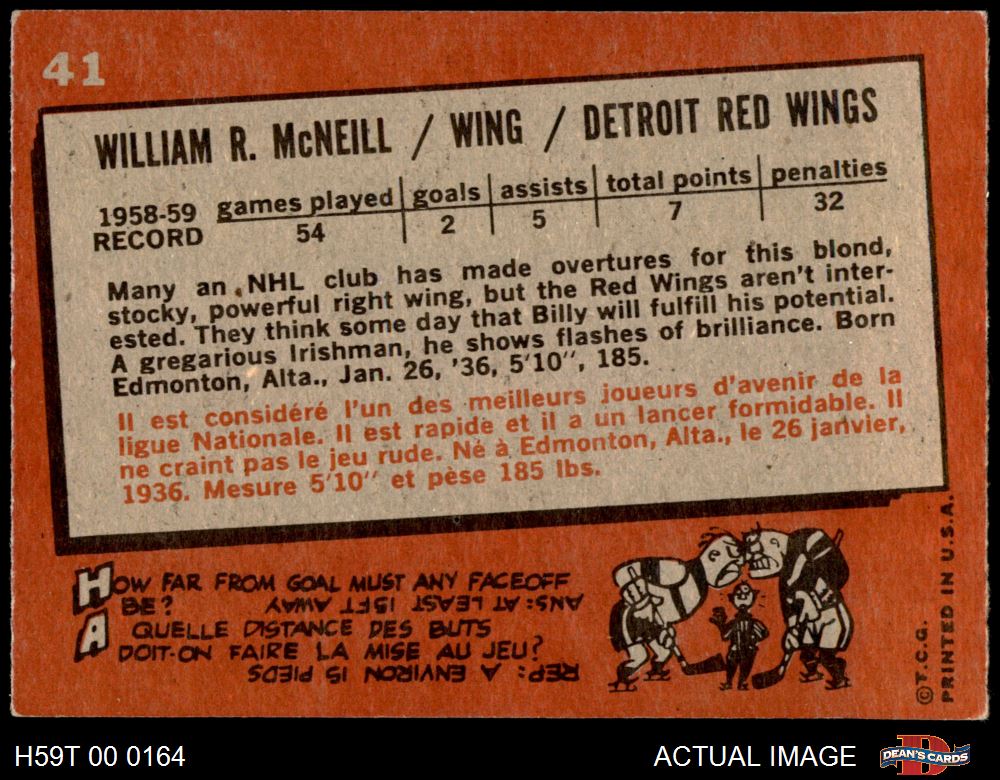 41
WILLIAM R. McNEILL / WING / DETROIT RED WINGS
1958-59 games played goals assists total points penalties
RECORD 54 2 5 7 32
Many an NHL club has made overtures for this blond,
stocky, powerful right wing, but the Red Wings aren't inter-
ested. They think some day that Billy will fulfill his potential.
A gregarious Irishman, he shows flashes of brilliance. Born
Edmonton, Alta., Jan. 26, '36, 5'10", 185.
Il est considéré l'un des meilleurs joueurs d'avenir de la
ligue Nationale. Il est rapide et il a un lancer formidable. Il
ne craint pas le jeu rude. Né à Edmonton, Alta., le 26 janvier,
1936. Mesure 5'10" et pèse 185 lbs.
HOW FAR FROM GOAL MUST ANY FACEOFF
BE? ANS: AT LEAST 15FT AWAY
A QUELLE DISTANCE DES BUTS
DOIT-ON FAIRE LA MISE AU JEU?
REP: A ENVIRON 15 PIEDS
© T.C.G.
PRINTED IN U.S.A.
H59T 00 0164
ACTUAL IMAGE
DEAN'S CARDS